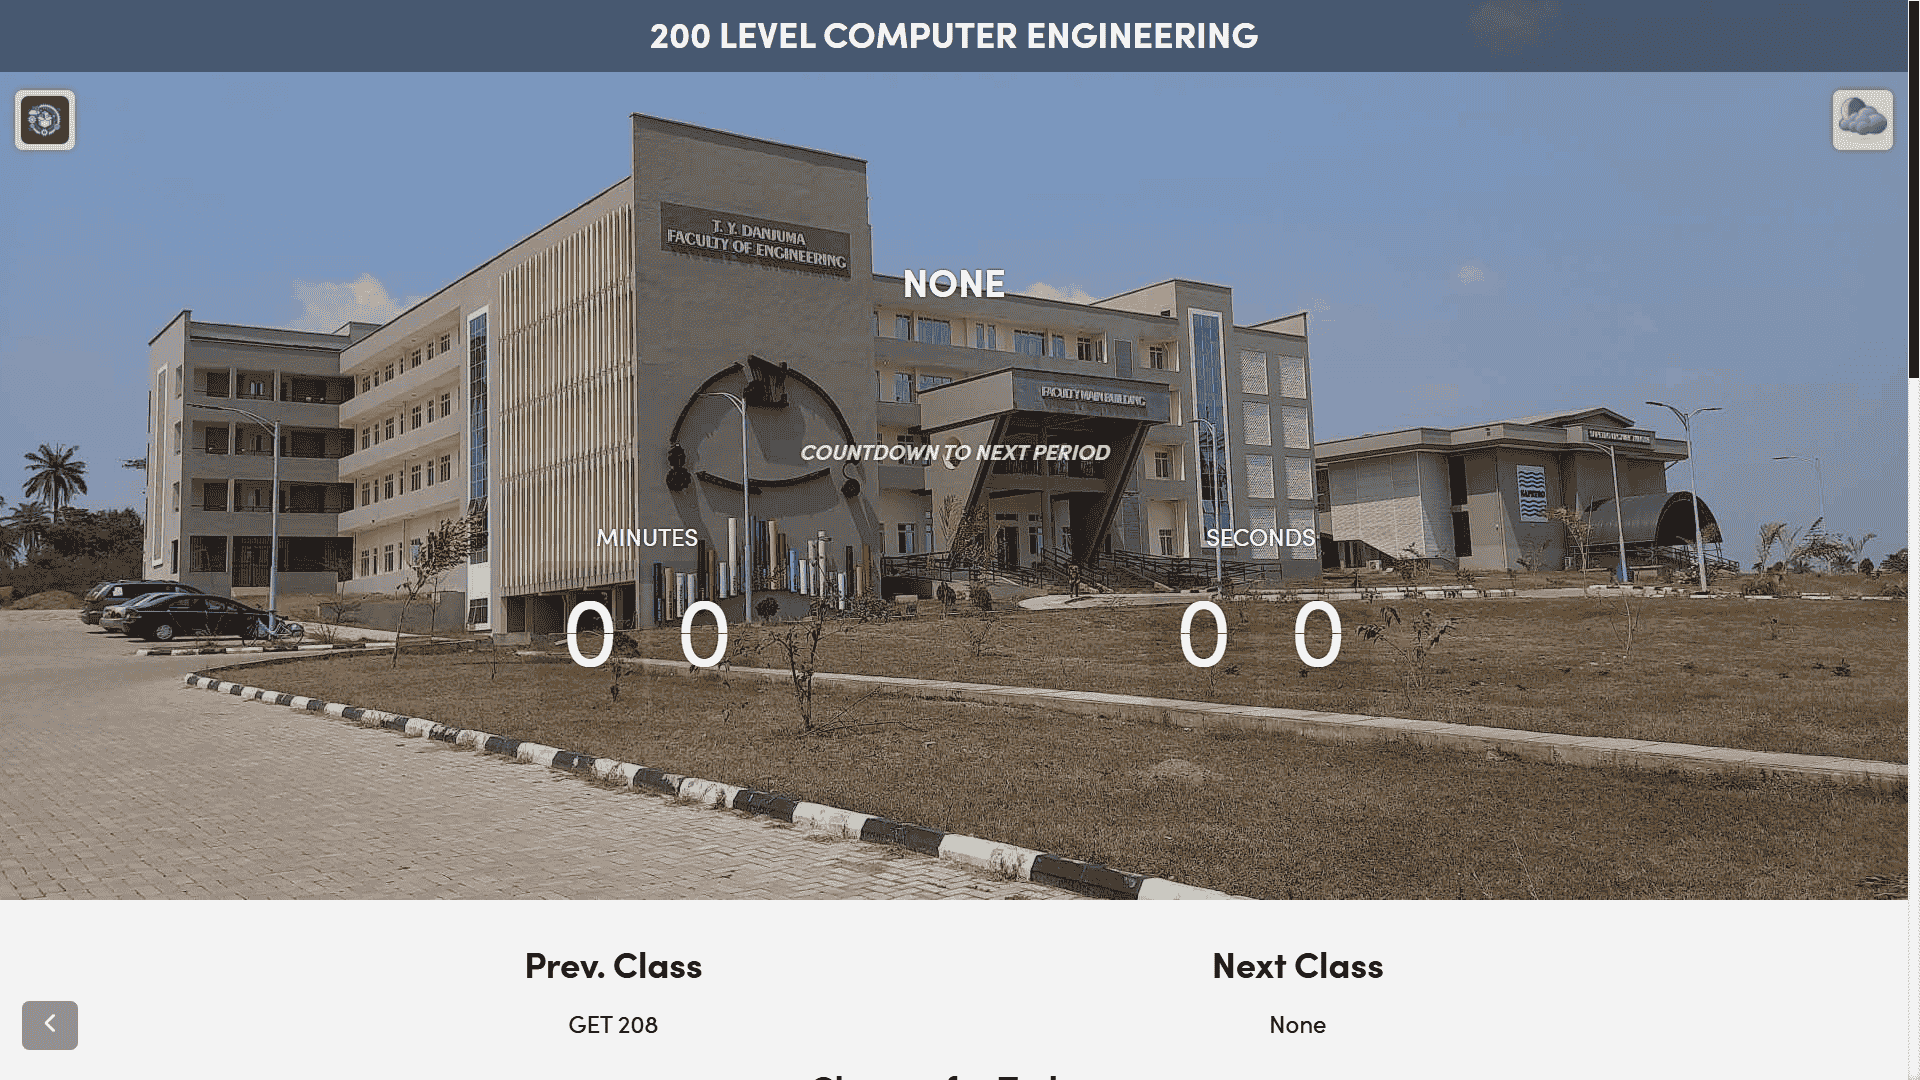 200 LEVEL COMPUTER ENGINEERING
T. Y. DANJUMA
FACULTY OF ENGINEERING
NONE
FACULTY MAIN BUILDING
COUNTDOWN TO NEXT PERIOD
MINUTES
SECONDS
0 0
0 0
Prev. Class
Next Class
GET 208
None